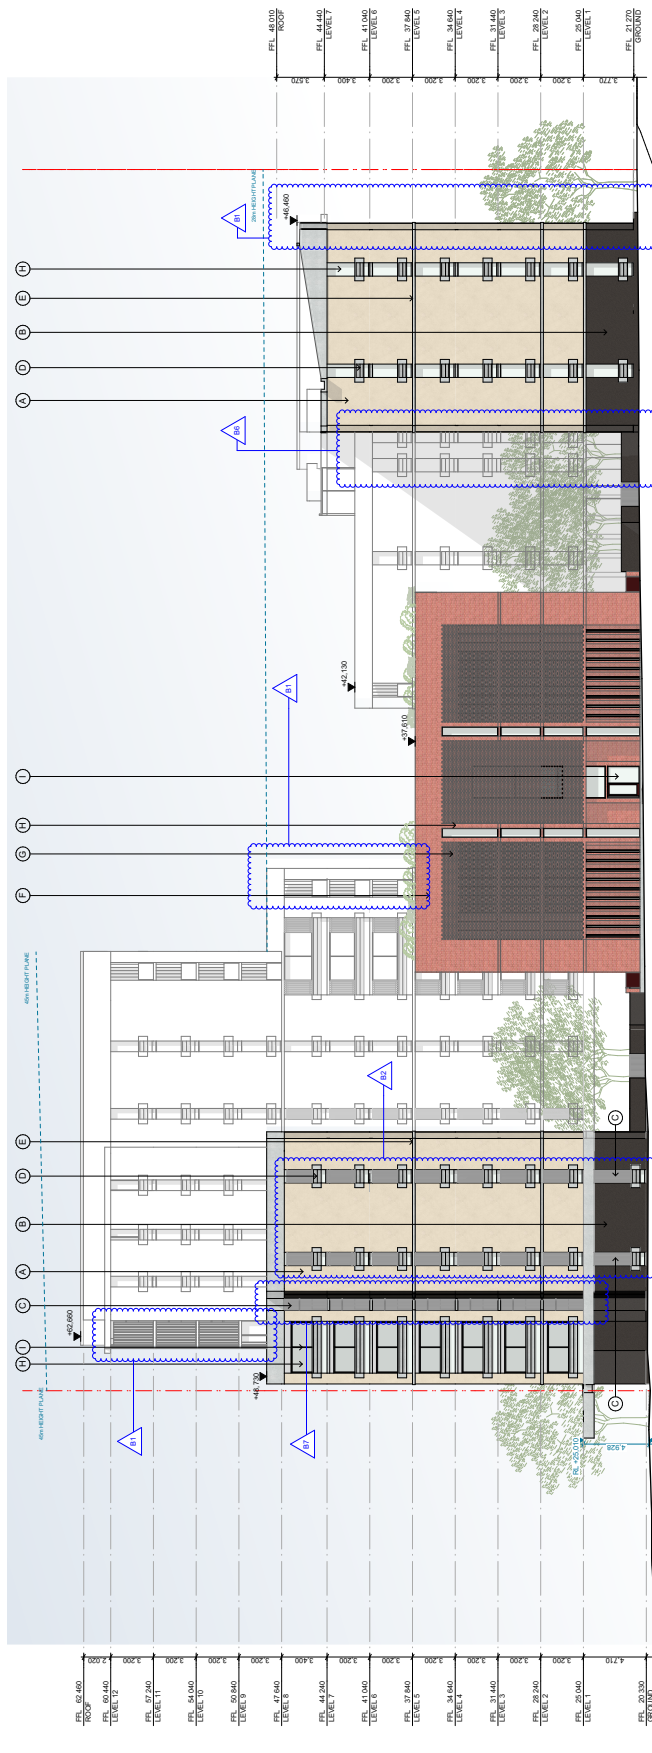 FFL 62 460
ROOF
FFL 60 440
LEVEL 12
FFL 57 240
LEVEL 11
FFL 54 040
LEVEL 10
FFL 50 840
LEVEL 9
FFL 47 640
LEVEL 8
FFL 44 240
LEVEL 7
FFL 41 040
LEVEL 6
FFL 37 840
LEVEL 5
FFL 34 640
LEVEL 4
FFL 31 440
LEVEL 3
FFL 28 240
LEVEL 2
FFL 25 040
LEVEL 1
FFL 20 330
GROUND
2,020
3,200
3,200
3,200
3,200
3,400
3,200
3,200
3,200
3,200
3,200
3,200
4,710
45m HEIGHT PLANE
45m HEIGHT PLANE
28m HEIGHT PLANE
+62,660
+48,730
+42,130
+37,610
+46,460
RL +25,010
4,928
H
I
C
A
B
D
E
F
G
H
I
A
D
B
E
H
C
C
B1
B7
B2
B1
B6
B1
FFL 48 010
ROOF
FFL 44 440
LEVEL 7
FFL 41 040
LEVEL 6
FFL 37 840
LEVEL 5
FFL 34 640
LEVEL 4
FFL 31 440
LEVEL 3
FFL 28 240
LEVEL 2
FFL 25 040
LEVEL 1
FFL 21 270
GROUND
3,570
3,400
3,200
3,200
3,200
3,200
3,200
3,770